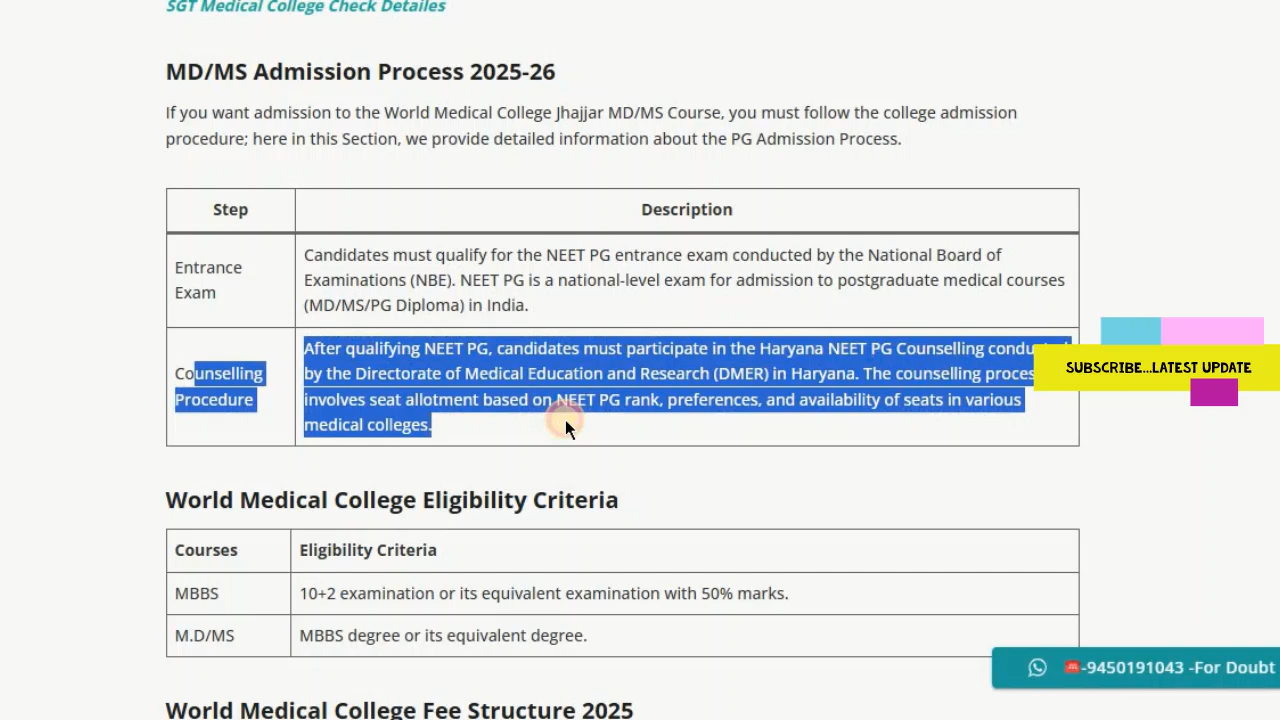 SGT Medical College Check Detailes
MD/MS Admission Process 2025-26
If you want admission to the World Medical College Jhajjar MD/MS Course, you must follow the college admission
procedure; here in this Section, we provide detailed information about the PG Admission Process.
Step
Description
Entrance
Exam
Candidates must qualify for the NEET PG entrance exam conducted by the National Board of
Examinations (NBE). NEET PG is a national-level exam for admission to postgraduate medical courses
(MD/MS/PG Diploma) in India.
Counselling
Procedure
After qualifying NEET PG, candidates must participate in the Haryana NEET PG Counselling conducted
by the Directorate of Medical Education and Research (DMER) in Haryana. The counselling process
involves seat allotment based on NEET PG rank, preferences, and availability of seats in various
medical colleges.
SUBSCRIBE...LATEST UPDATE
World Medical College Eligibility Criteria
Courses
Eligibility Criteria
MBBS
10+2 examination or its equivalent examination with 50% marks.
M.D/MS
MBBS degree or its equivalent degree.
-9450191043 -For Doubt
World Medical College Fee Structure 2025